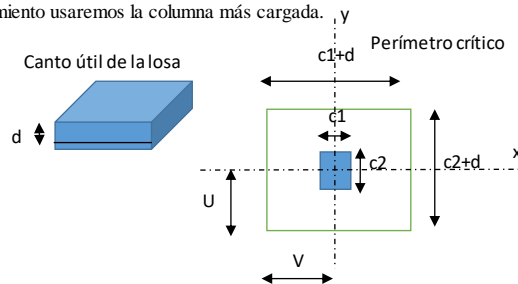 miento usaremos la columna más cargada.
y
Perímetro crítico
c1+d
Canto útil de la losa
c1
d
x
c2
c2+d
U
V